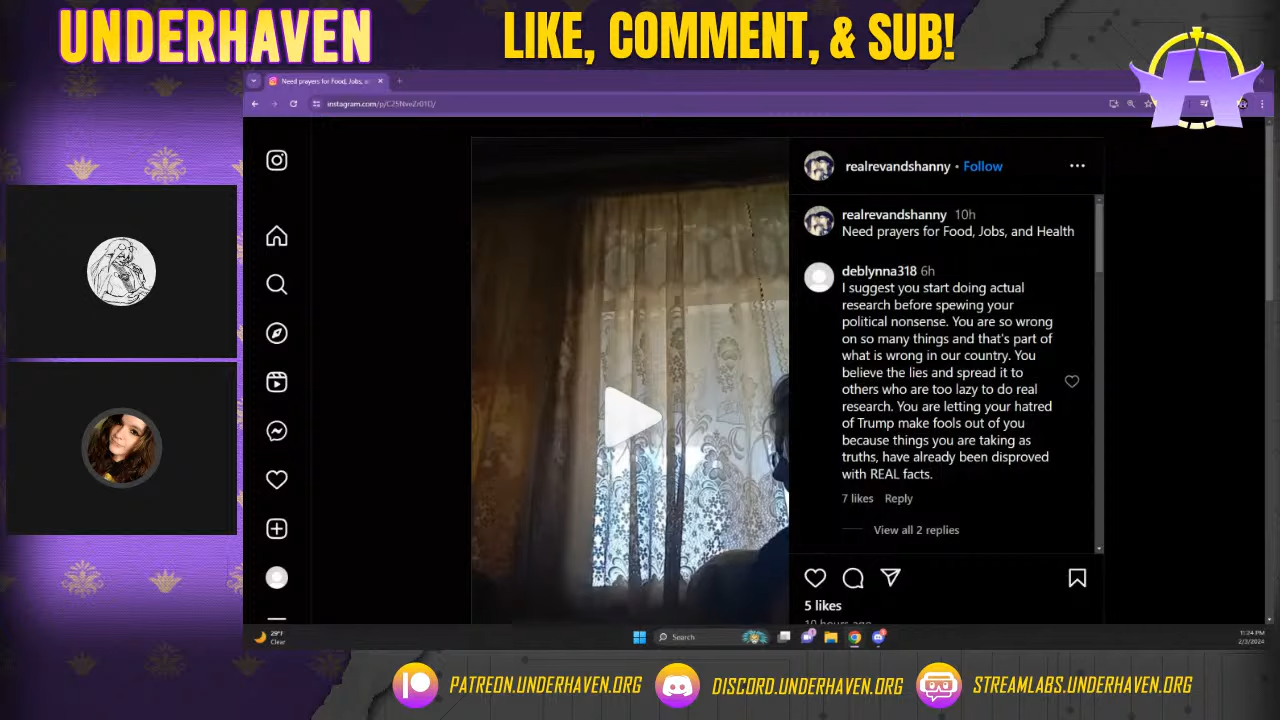 UNDERHAVEN
LIKE, COMMENT, & SUB!
Need prayers for Food, Jobs, a
instagram.com/p/
realrevandshanny • Follow
realrevandshanny 10h
Need prayers for Food, Jobs, and Health
deblynna318 6h
I suggest you start doing actual
research before spewing your
political nonsense. You are so wrong
on so many things and that's part of
what is wrong in our country. You
believe the lies and spread it to
others who are too lazy to do real
research. You are letting your hatred
of Trump make fools out of you
because things you are taking as
truths, have already been disproved
with REAL facts.
7 likes Reply
View all 2 replies
5 likes
10 hours ago
29°F
Clear
Search
11:24 PM
2/3/2024
PATREON.UNDERHAVEN.ORG
DISCORD.UNDERHAVEN.ORG
STREAMLABS.UNDERHAVEN.ORG